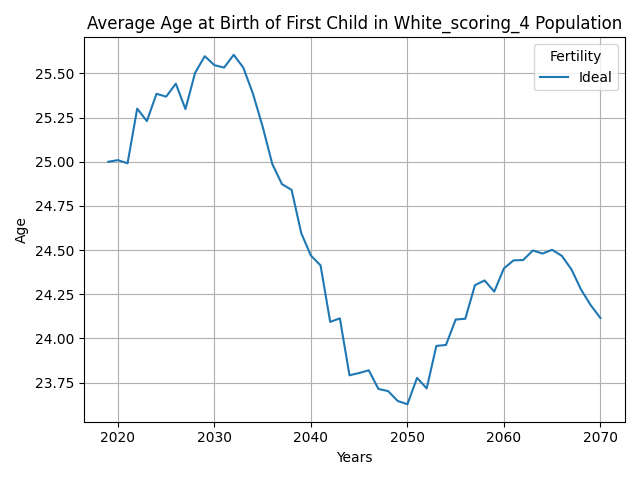 Average Age at Birth of First Child in White_scoring_4 Population
Fertility
Ideal
25.50
25.25
25.00
24.75
24.50
24.25
24.00
23.75
Age
2020 2030 2040 2050 2060 2070
Years